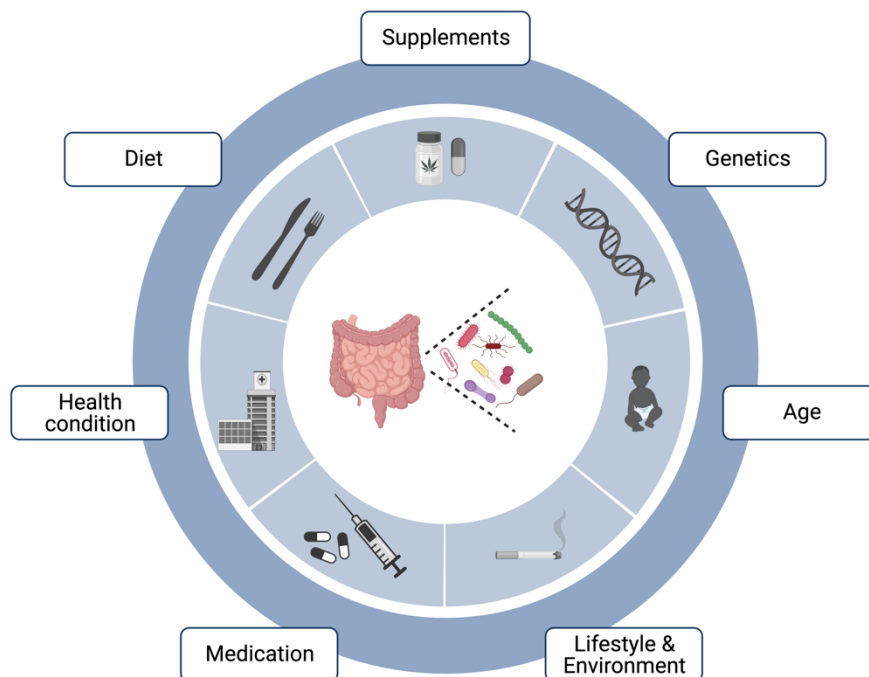 Supplements
Diet
Genetics
Health
condition
Age
Medication
Lifestyle &
Environment